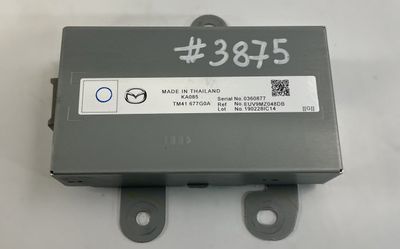 #3875
MADE IN THAILAND
KA085
TM41 677G0A
Serial No.0360877
Ref No.EUV9MZ048DB
Lot No.190228IC14